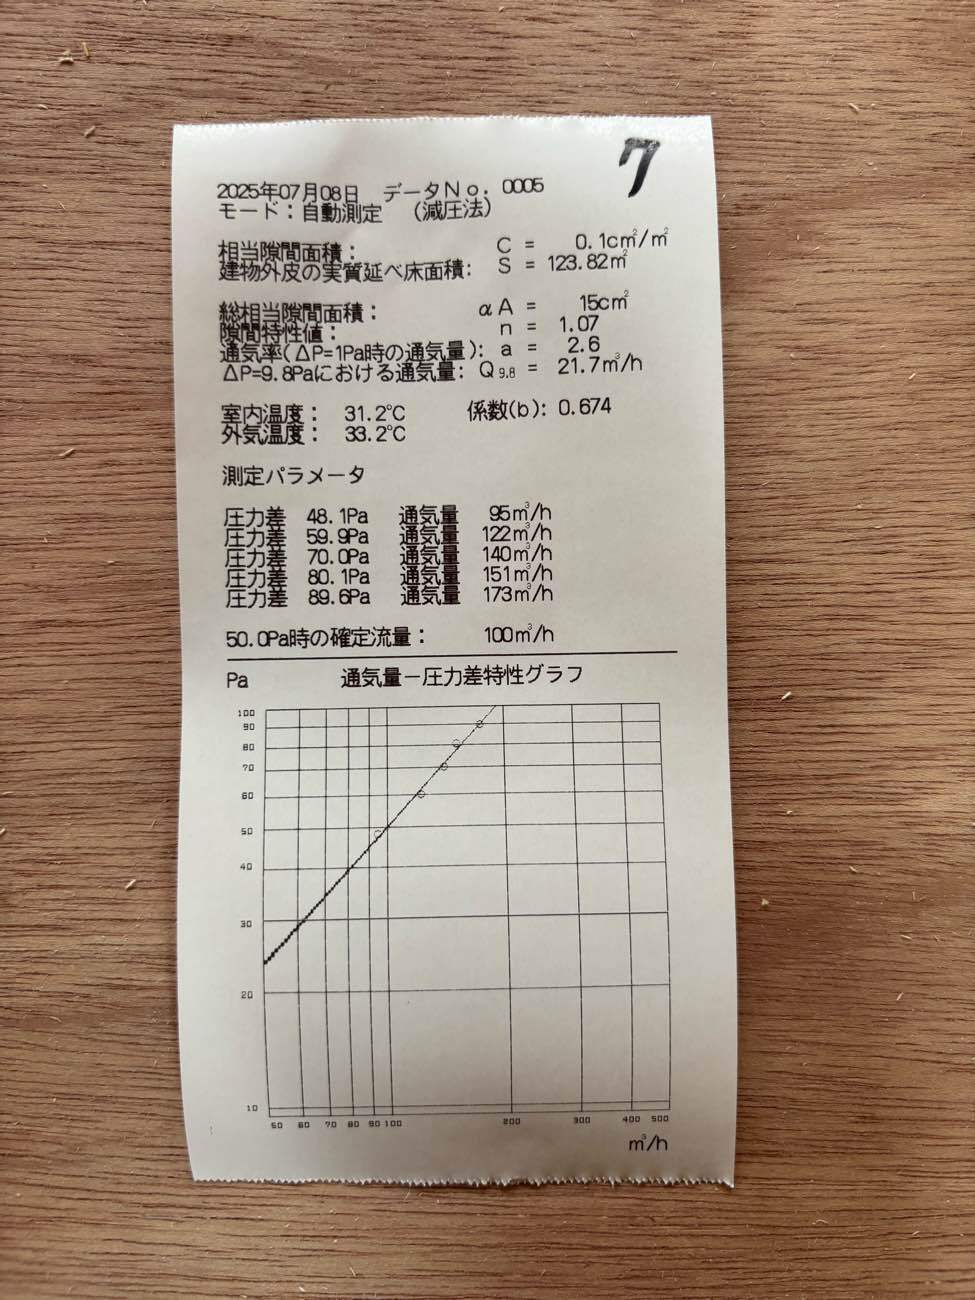 7
2025年07月08日 データNo. 0005
モード：自動測定 （減圧法）
相当隙間面積： C = 0.1cm²/m²
建物外皮の実質延べ床面積： S = 123.82m²
総相当隙間面積： αA = 15cm²
隙間特性値： n = 1.07
通気率(ΔP=1Pa時の通気量)： a = 2.6
ΔP=9.8Paにおける通気量： Q9.8 = 21.7m³/h
室内温度： 31.2℃ 係数(b)： 0.674
外気温度： 33.2℃
測定パラメータ
圧力差 48.1Pa 通気量 95m³/h
圧力差 59.9Pa 通気量 122m³/h
圧力差 70.0Pa 通気量 140m³/h
圧力差 80.1Pa 通気量 151m³/h
圧力差 89.6Pa 通気量 173m³/h
50.0Pa時の確定流量： 100m³/h
Pa 通気量－圧力差特性グラフ
100
90
80
70
60
50
40
30
20
10
50 60 70 80 90 100 200 300 400 500
m³/h